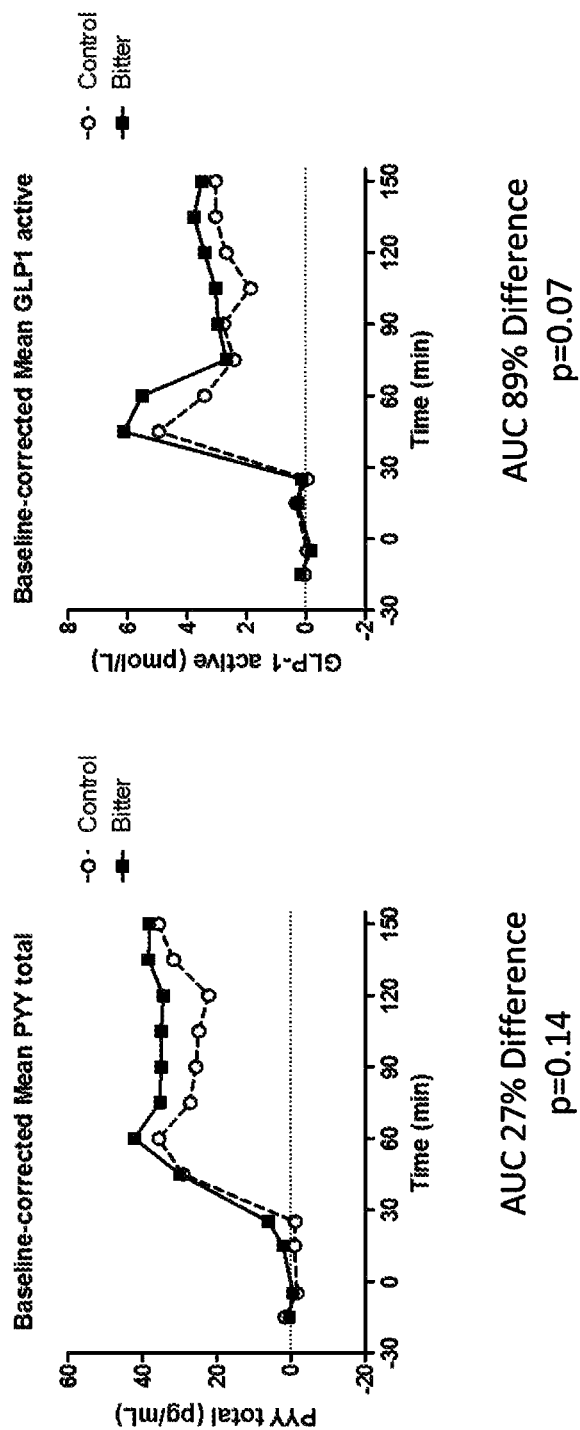 Baseline-corrected Mean PYY total
Control
Bitter
PYY total (pg/mL)
60
40
20
0
-20
-30
0
30
60
90
120
150
Time (min)
AUC 27% Difference
p=0.14
Baseline-corrected Mean GLP1 active
Control
Bitter
GLP-1 active (pmol/L)
8
6
4
2
0
-2
-30
0
30
60
90
120
150
Time (min)
AUC 89% Difference
p=0.07